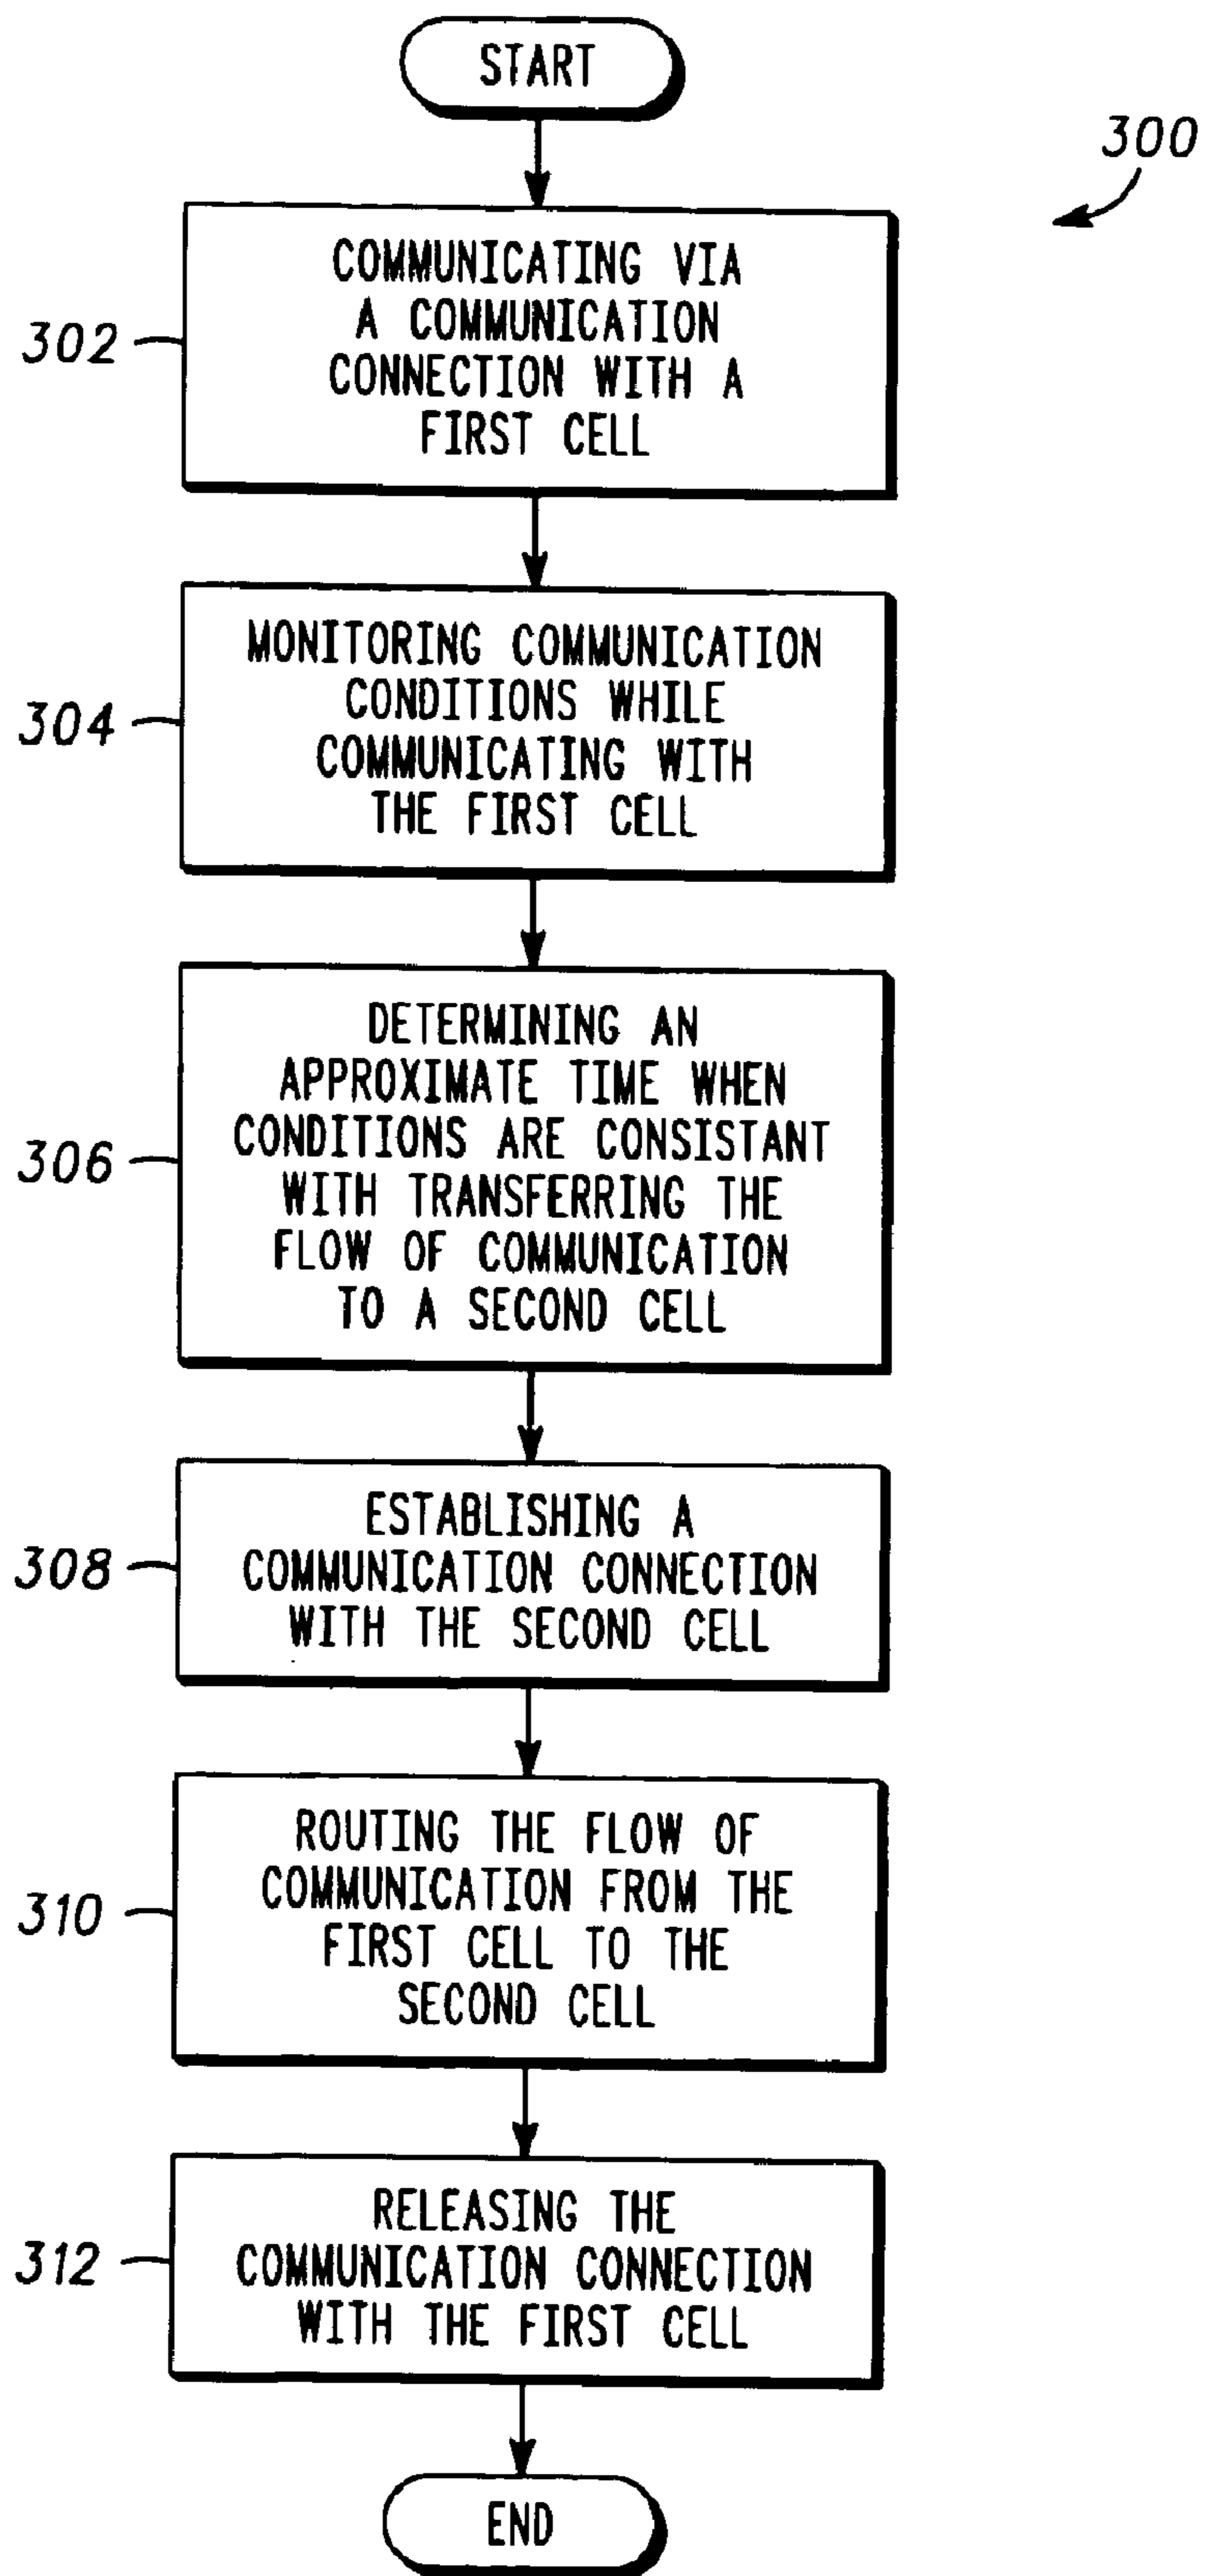 START
300
302
COMMUNICATING VIA
A COMMUNICATION
CONNECTION WITH A
FIRST CELL
304
MONITORING COMMUNICATION
CONDITIONS WHILE
COMMUNICATING WITH
THE FIRST CELL
306
DETERMINING AN
APPROXIMATE TIME WHEN
CONDITIONS ARE CONSISTANT
WITH TRANSFERRING THE
FLOW OF COMMUNICATION
TO A SECOND CELL
308
ESTABLISHING A
COMMUNICATION CONNECTION
WITH THE SECOND CELL
310
ROUTING THE FLOW OF
COMMUNICATION FROM THE
FIRST CELL TO THE
SECOND CELL
312
RELEASING THE
COMMUNICATION CONNECTION
WITH THE FIRST CELL
END